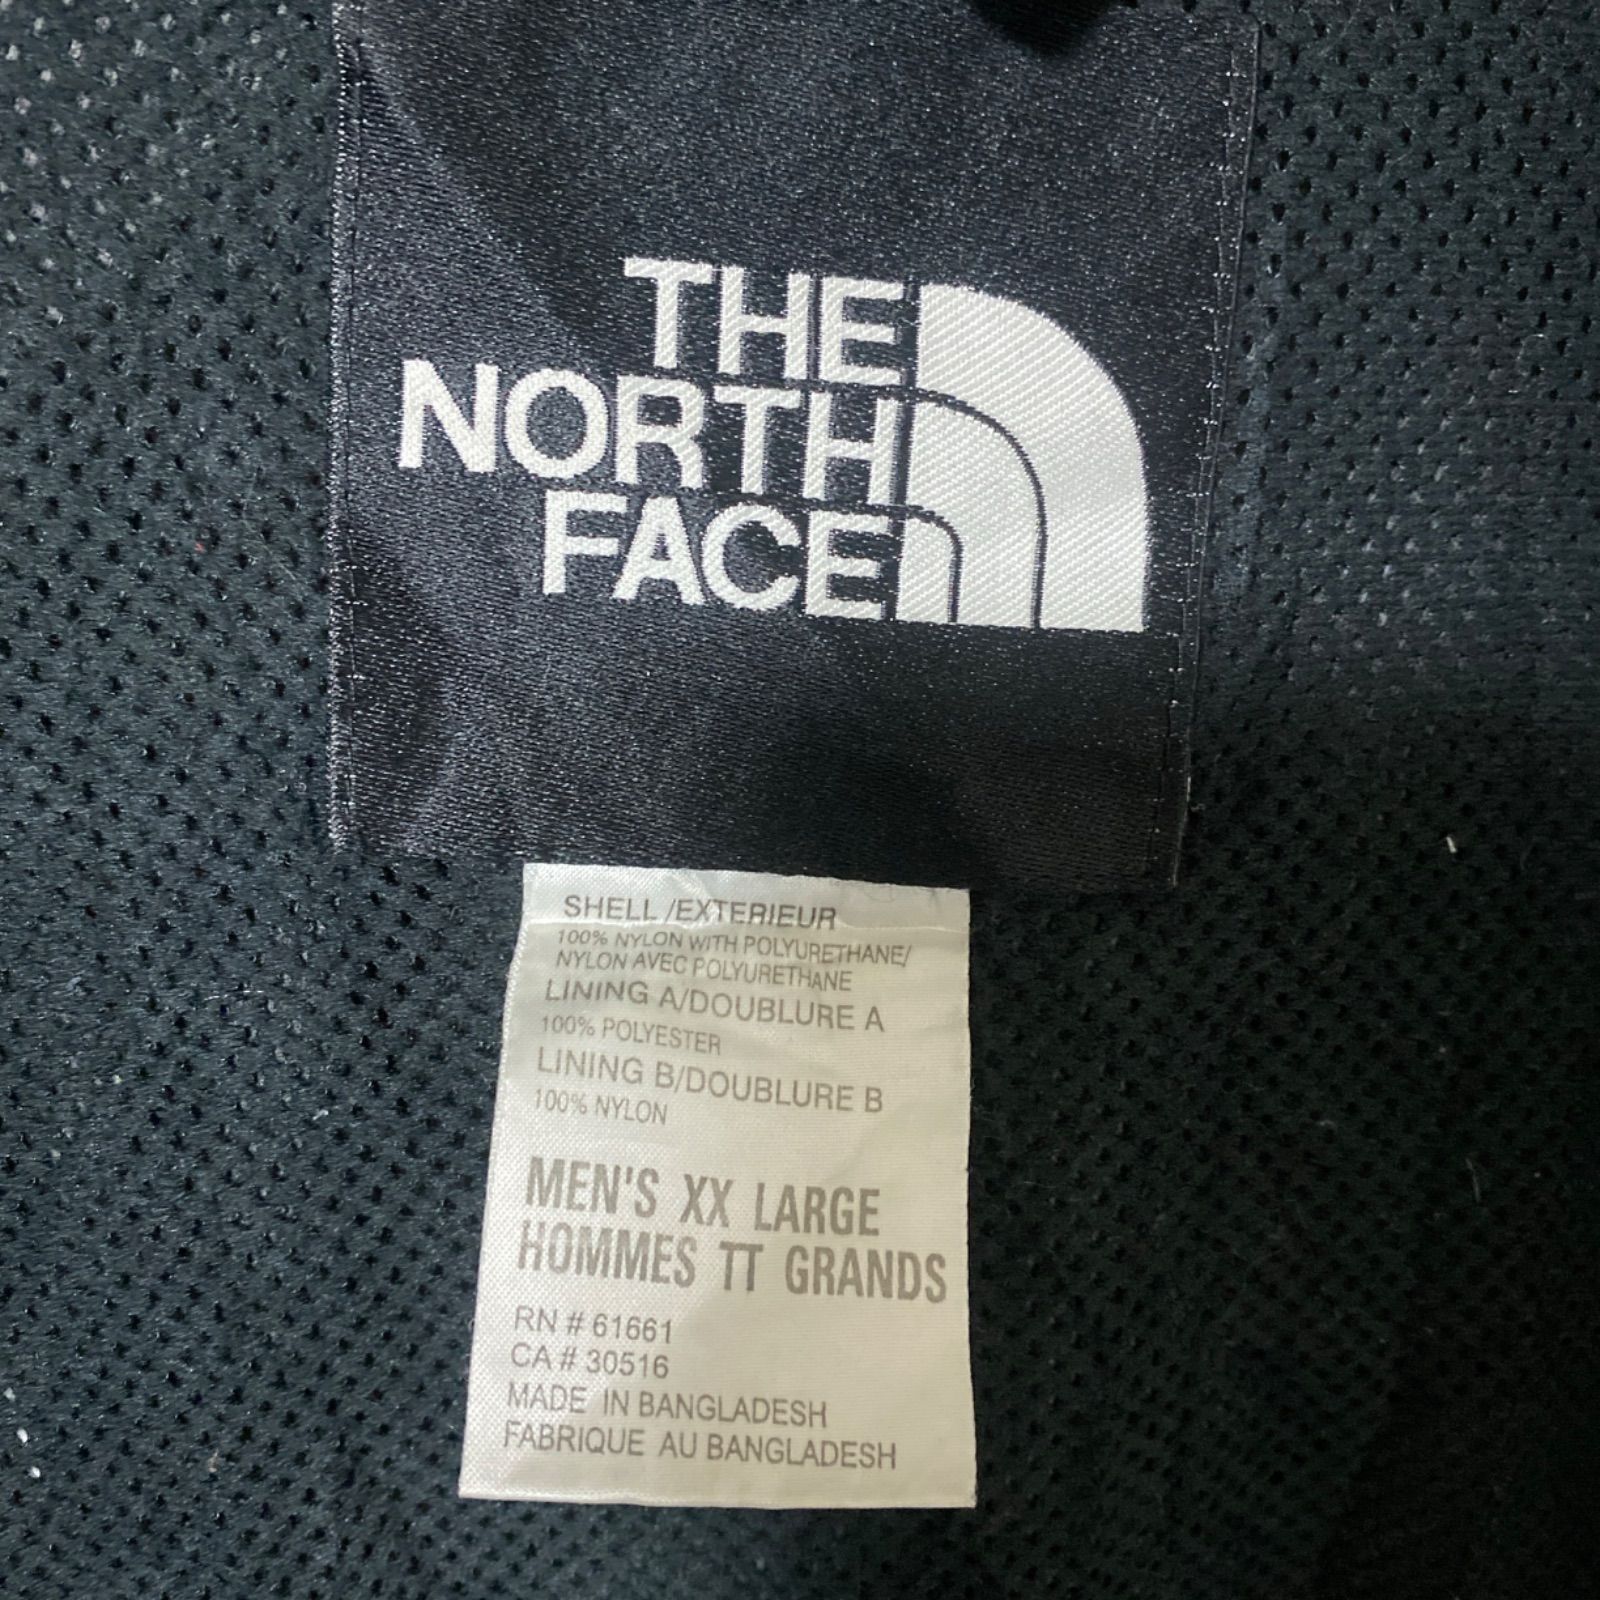 THE
NORTH
FACE
SHELL /EXTERIEUR
100% NYLON WITH POLYURETHANE/
NYLON AVEC POLYURETHANE
LINING A/DOUBLURE A
100% POLYESTER
LINING B/DOUBLURE B
100% NYLON
MEN'S XX LARGE
HOMMES TT GRANDS
RN # 61661
CA # 30516
MADE IN BANGLADESH
FABRIQUE AU BANGLADESH